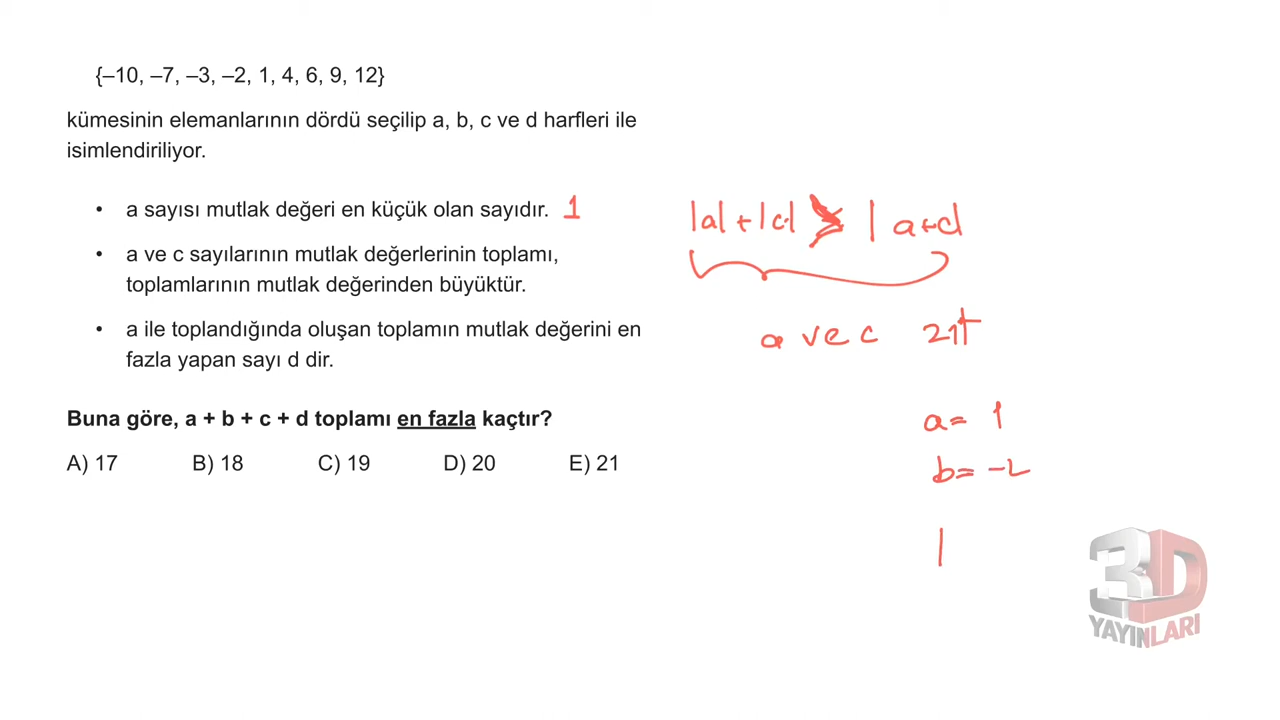 {–10, –7, –3, –2, 1, 4, 6, 9, 12}
kümesinin elemanlarının dördü seçilip a, b, c ve d harfleri ile
isimlendiriliyor.
• a sayısı mutlak değeri en küçük olan sayıdır. 1
• a ve c sayılarının mutlak değerlerinin toplamı,
toplamlarının mutlak değerinden büyüktür.
• a ile toplandığında oluşan toplamın mutlak değerini en
fazla yapan sayı d dir.
Buna göre, a + b + c + d toplamı en fazla kaçtır?
A) 17 B) 18 C) 19 D) 20 E) 21
|a| + |c| > | a+c|
a ve c zıt
a = 1
b = -2
|
3D
YAYINLARI